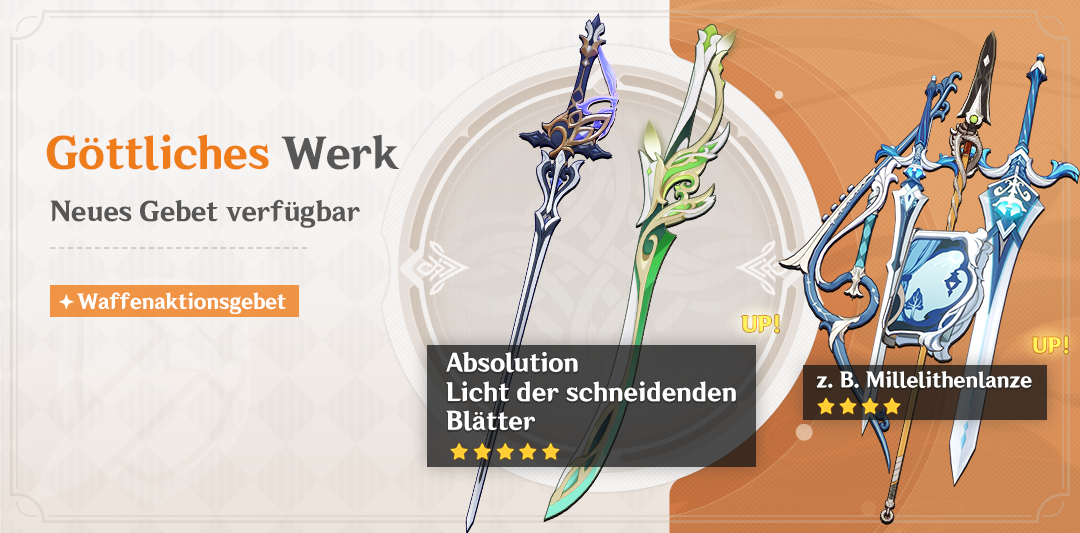 Göttliches Werk
Neues Gebet verfügbar
Waffenaktionsgebet
UP!
Absolution
Licht der schneidenden
Blätter
UP!
z. B. Millelithenlanze